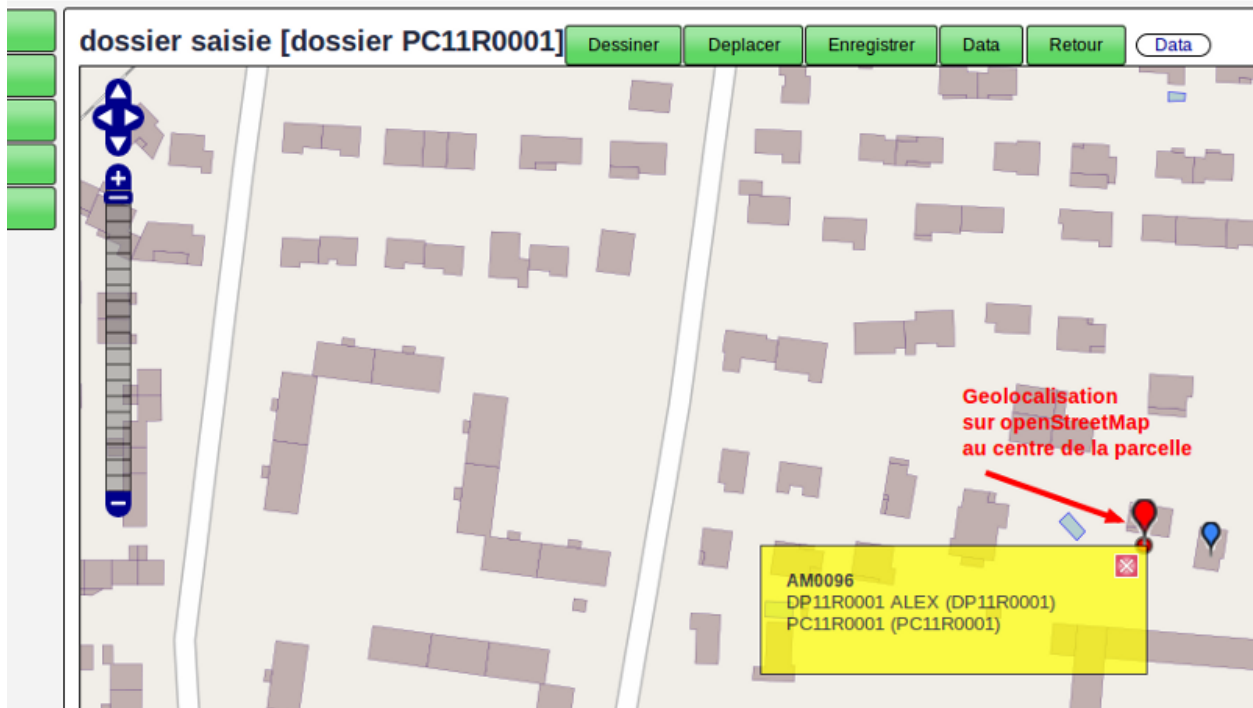 dossier saisie [dossier PC11R0001]
Dessiner
Deplacer
Enregistrer
Data
Retour
Data
Geolocalisation
sur openStreetMap
au centre de la parcelle
AM0096
DP11R0001 ALEX (DP11R0001)
PC11R0001 (PC11R0001)